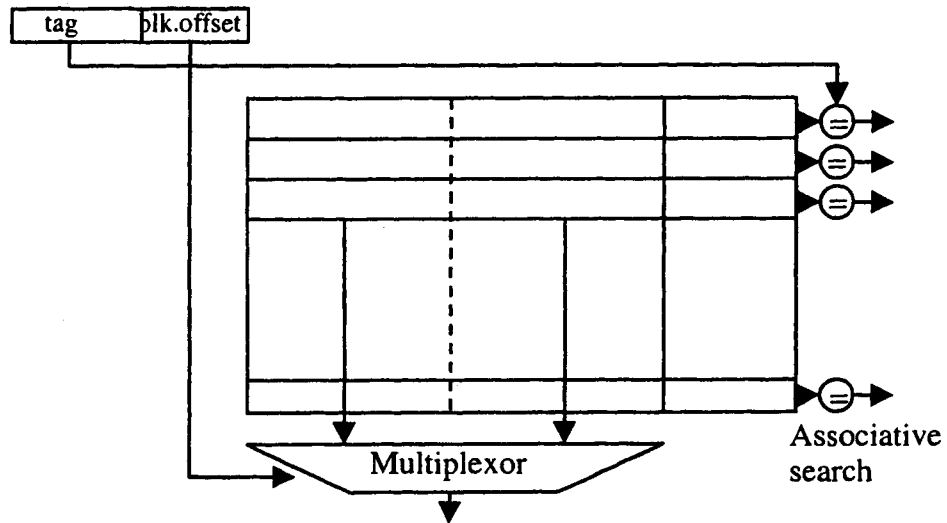 tag
blk.offset
=
=
=
=
Associative
search
Multiplexor